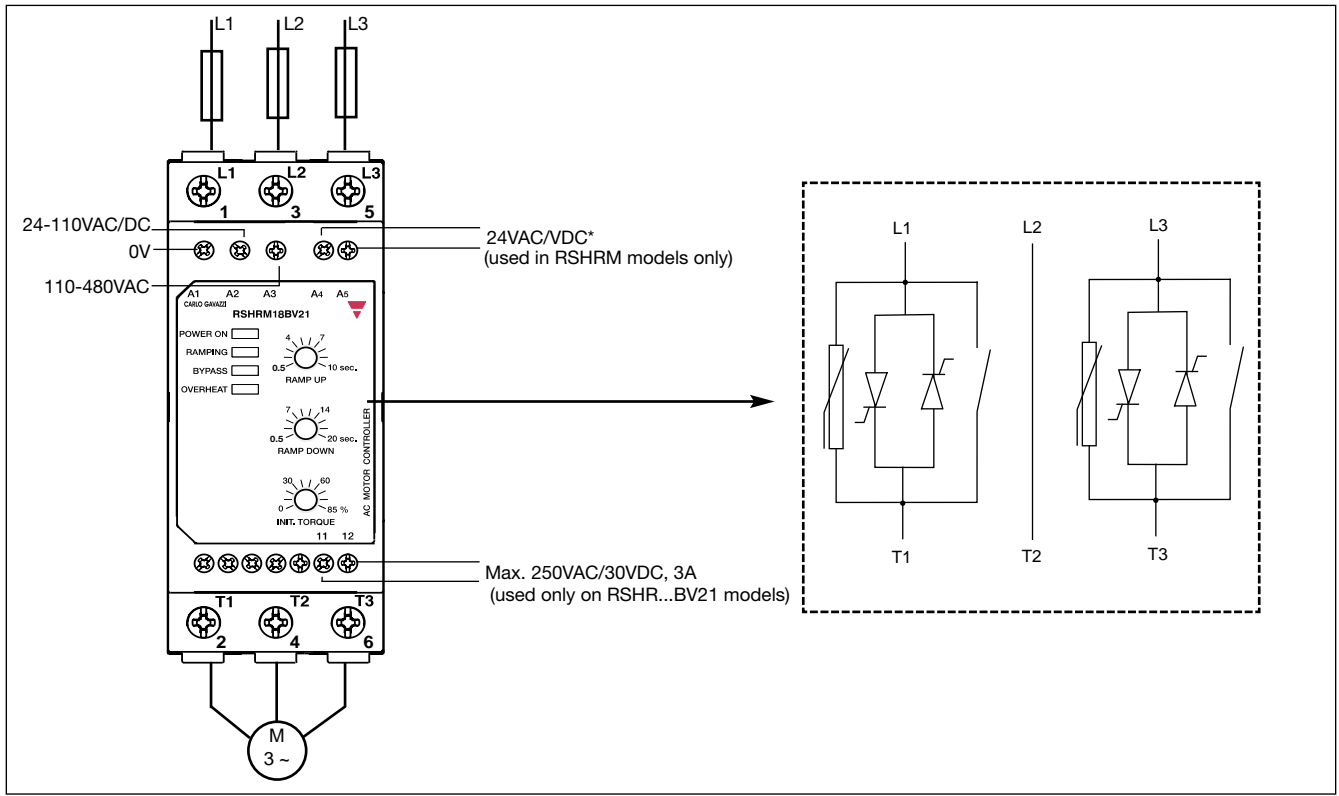 L1 L2 L3
L1 L2 L3
1 3 5
24-110VAC/DC
0V
110-480VAC
24VAC/VDC*
(used in RSHRM models only)
A1 A2 A3 A4 A5
CARLO GAVAZZI
RSHRM18BV21
POWER ON
RAMPING
BYPASS
OVERHEAT
4 7
0.5 10 sec.
RAMP UP
7 14
0.5 20 sec.
RAMP DOWN
30 60
0 85 %
INIT. TORQUE
AC MOTOR CONTROLLER
11 12
Max. 250VAC/30VDC, 3A
(used only on RSHR...BV21 models)
T1 T2 T3
2 4 6
M
3 ~
L1 L2 L3
T1 T2 T3